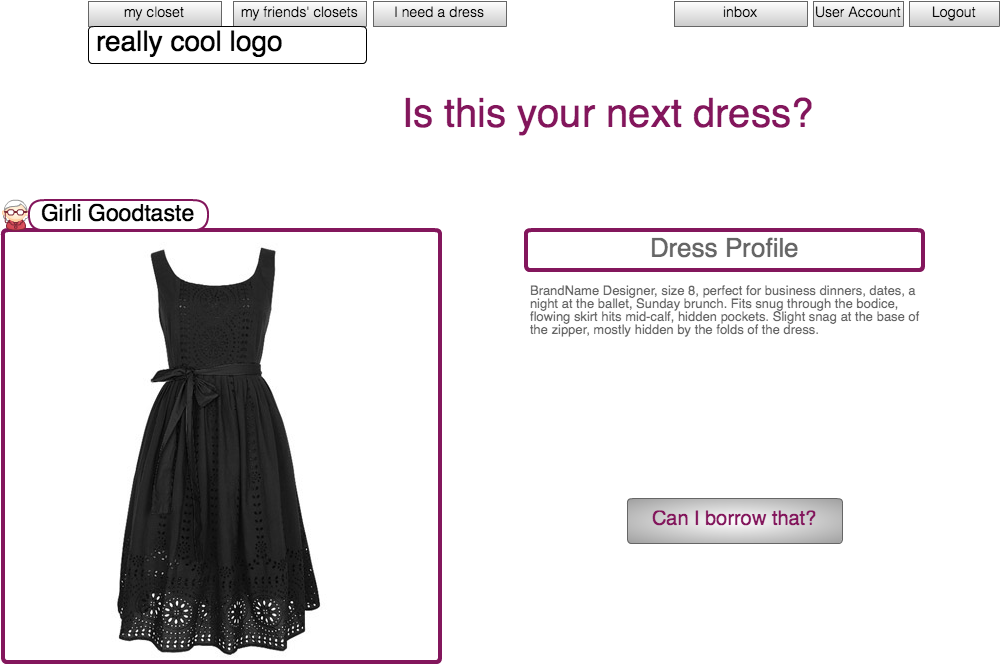 my closet
my friends' closets
I need a dress
inbox
User Account
Logout
really cool logo
Is this your next dress?
Girli Goodtaste
Dress Profile
BrandName Designer, size 8, perfect for business dinners, dates, a
night at the ballet, Sunday brunch. Fits snug through the bodice,
flowing skirt hits mid-calf, hidden pockets. Slight snag at the base of
the zipper, mostly hidden by the folds of the dress.
Can I borrow that?